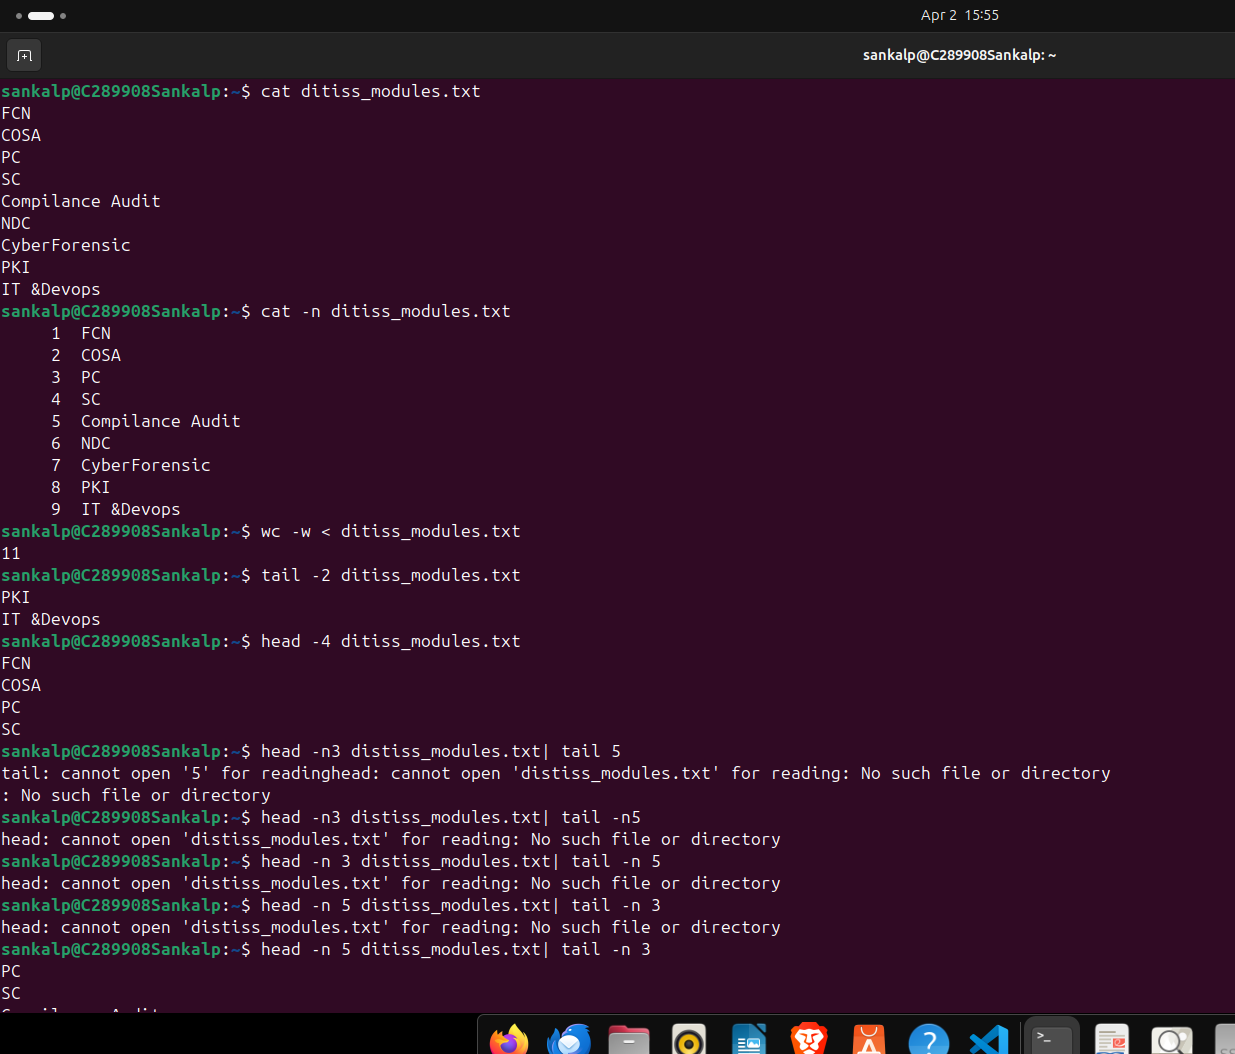 Apr 2 15:55
sankalp@C289908Sankalp: ~
sankalp@C289908Sankalp:~$ cat ditiss_modules.txt
FCN
COSA
PC
SC
Compilance Audit
NDC
CyberForensic
PKI
IT &Devops
sankalp@C289908Sankalp:~$ cat -n ditiss_modules.txt
     1  FCN
     2  COSA
     3  PC
     4  SC
     5  Compilance Audit
     6  NDC
     7  CyberForensic
     8  PKI
     9  IT &Devops
sankalp@C289908Sankalp:~$ wc -w < ditiss_modules.txt
11
sankalp@C289908Sankalp:~$ tail -2 ditiss_modules.txt
PKI
IT &Devops
sankalp@C289908Sankalp:~$ head -4 ditiss_modules.txt
FCN
COSA
PC
SC
sankalp@C289908Sankalp:~$ head -n3 distiss_modules.txt| tail 5
tail: cannot open '5' for readinghead: cannot open 'distiss_modules.txt' for reading: No such file or directory
: No such file or directory
sankalp@C289908Sankalp:~$ head -n3 distiss_modules.txt| tail -n5
head: cannot open 'distiss_modules.txt' for reading: No such file or directory
sankalp@C289908Sankalp:~$ head -n 3 distiss_modules.txt| tail -n 5
head: cannot open 'distiss_modules.txt' for reading: No such file or directory
sankalp@C289908Sankalp:~$ head -n 5 distiss_modules.txt| tail -n 3
head: cannot open 'distiss_modules.txt' for reading: No such file or directory
sankalp@C289908Sankalp:~$ head -n 5 ditiss_modules.txt| tail -n 3
PC
SC